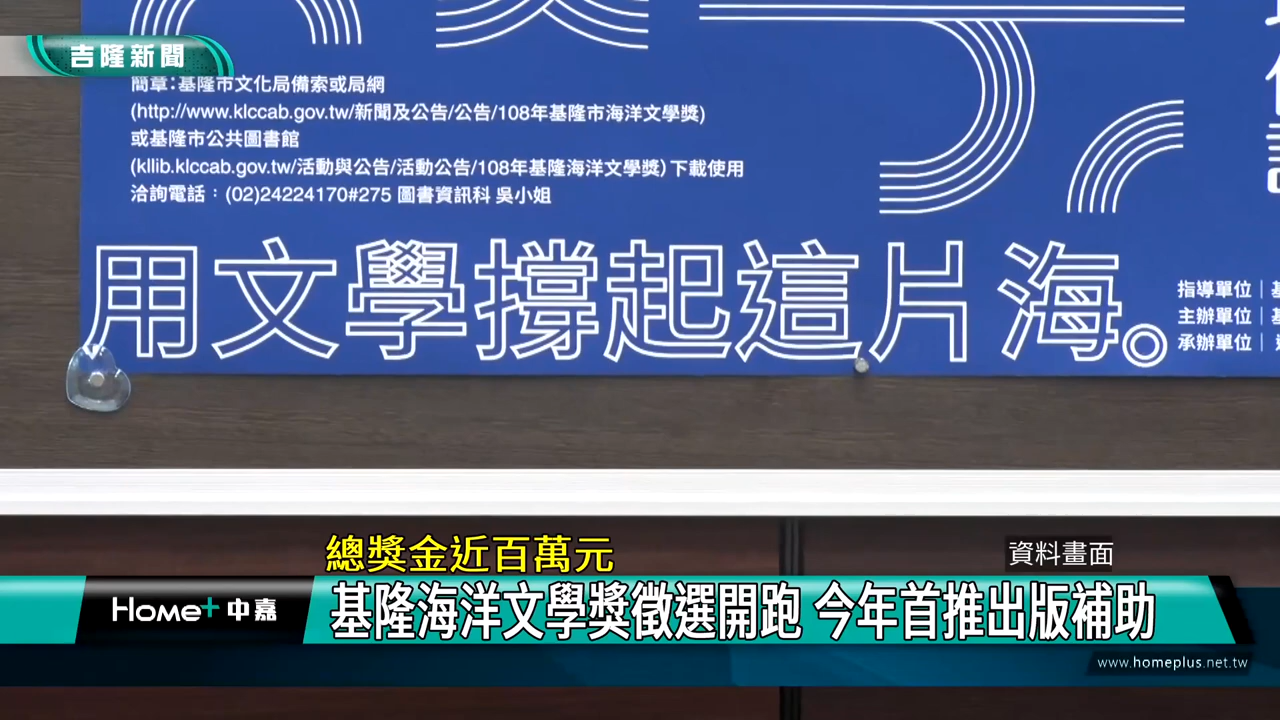 吉隆新聞
簡章：基隆市文化局備索或局網
(http://www.klccab.gov.tw/新聞及公告/公告/108年基隆市海洋文學獎)
或基隆市公共圖書館
(kllib.klccab.gov.tw/活動與公告/活動公告/108年基隆海洋文學獎)下載使用
洽詢電話：(02)24224170#275 圖書資訊科 吳小姐
用文學撐起這片海。
指導單位｜
主辦單位｜
承辦單位｜
總獎金近百萬元
資料畫面
Home+ 中嘉
基隆海洋文學獎徵選開跑 今年首推出版補助
www.homeplus.net.tw